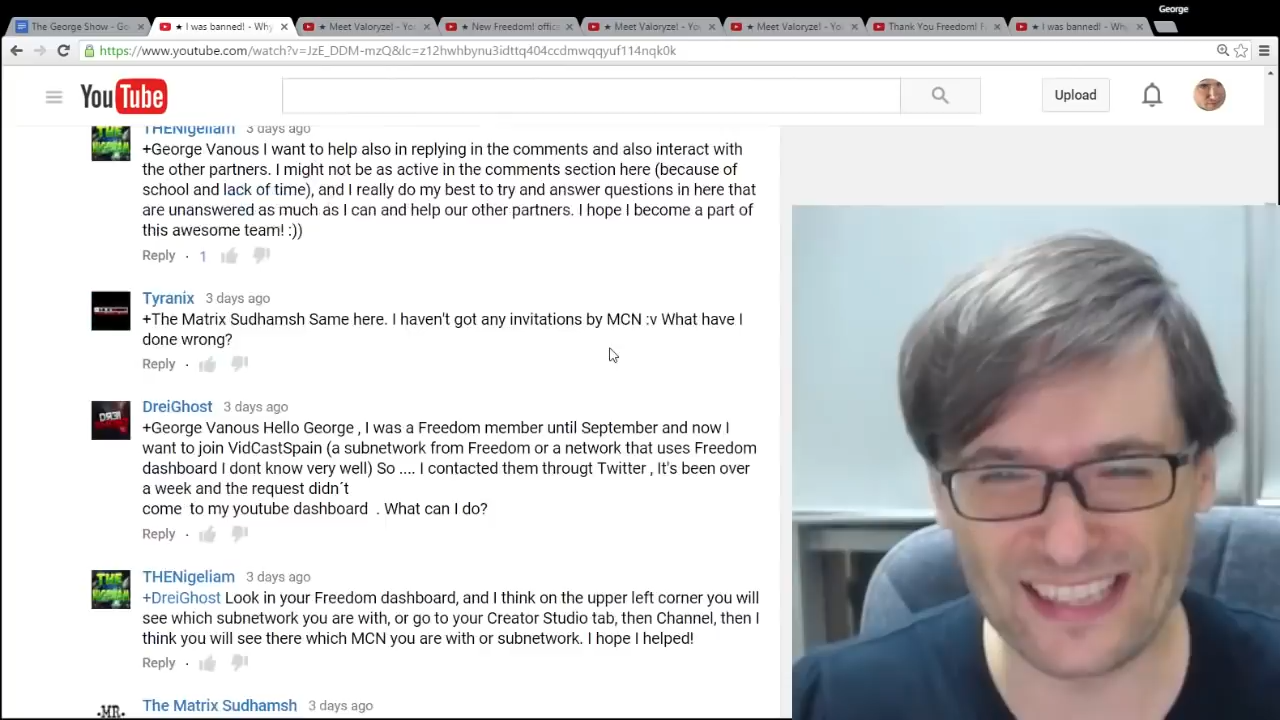 George
The George Show - Go
★ I was banned! - Why
★ Meet Valoryze! - Yo
★ New Freedom! offic
★ Meet Valoryze! - Yo
★ Meet Valoryze! - Yo
Thank You Freedom! F
★ I was banned! - Why
https://www.youtube.com/watch?v=JzE_DDM-mzQ&lc=z12hwhbynu3idttq404ccdmwqqyuf114nqk0k
YouTube
Upload
THENigeliam 3 days ago
+George Vanous I want to help also in replying in the comments and also interact with
the other partners. I might not be as active in the comments section here (because of
school and lack of time), and I really do my best to try and answer questions in here that
are unanswered as much as I can and help our other partners. I hope I become a part of
this awesome team! :))
Reply · 1
Tyranix 3 days ago
+The Matrix Sudhamsh Same here. I haven't got any invitations by MCN :v What have I
done wrong?
Reply ·
DreiGhost 3 days ago
+George Vanous Hello George , I was a Freedom member until September and now I
want to join VidCastSpain (a subnetwork from Freedom or a network that uses Freedom
dashboard I dont know very well) So .... I contacted them througt Twitter , It's been over
a week and the request didn´t
come to my youtube dashboard . What can I do?
Reply ·
THENigeliam 3 days ago
+DreiGhost Look in your Freedom dashboard, and I think on the upper left corner you will
see which subnetwork you are with, or go to your Creator Studio tab, then Channel, then I
think you will see there which MCN you are with or subnetwork. I hope I helped!
Reply ·
The Matrix Sudhamsh 3 days ago
.MR.